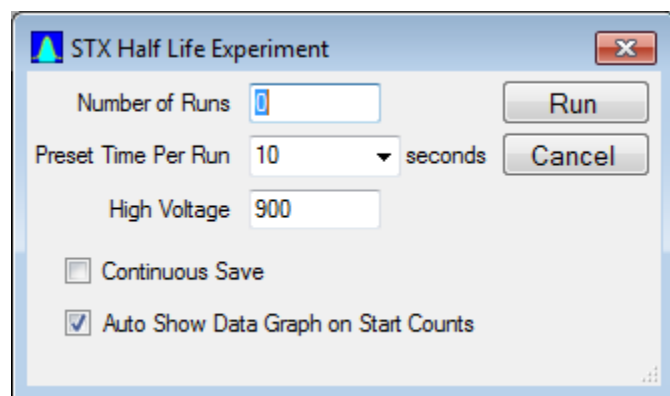 STX Half Life Experiment
Number of Runs 0 Run
Preset Time Per Run 10 seconds Cancel
High Voltage 900
Continuous Save
Auto Show Data Graph on Start Counts